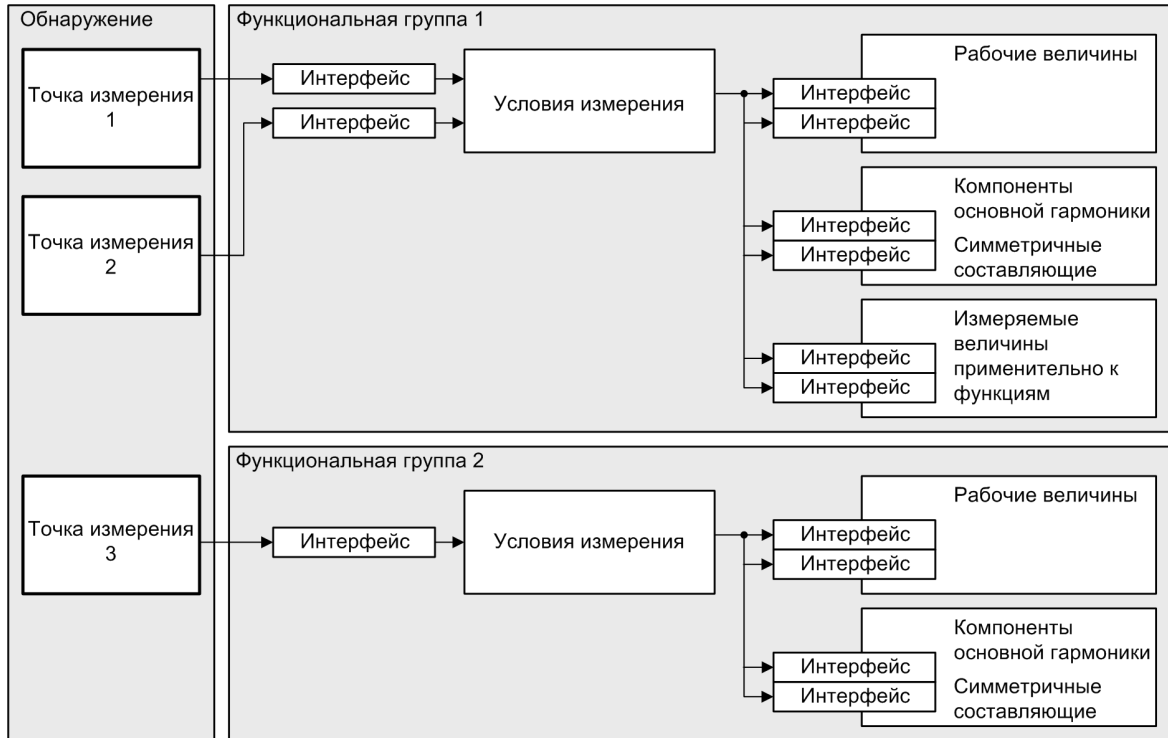 Обнаружение
Точка измерения
1
Точка измерения
2
Точка измерения
3
Функциональная группа 1
Интерфейс
Интерфейс
Условия измерения
Рабочие величины
Интерфейс
Интерфейс
Компоненты
основной гармоники
Интерфейс
Симметричные
Интерфейс
составляющие
Измеряемые
величины
Интерфейс
применительно к
Интерфейс
функциям
Функциональная группа 2
Интерфейс
Условия измерения
Рабочие величины
Интерфейс
Интерфейс
Компоненты
основной гармоники
Интерфейс
Симметричные
Интерфейс
составляющие